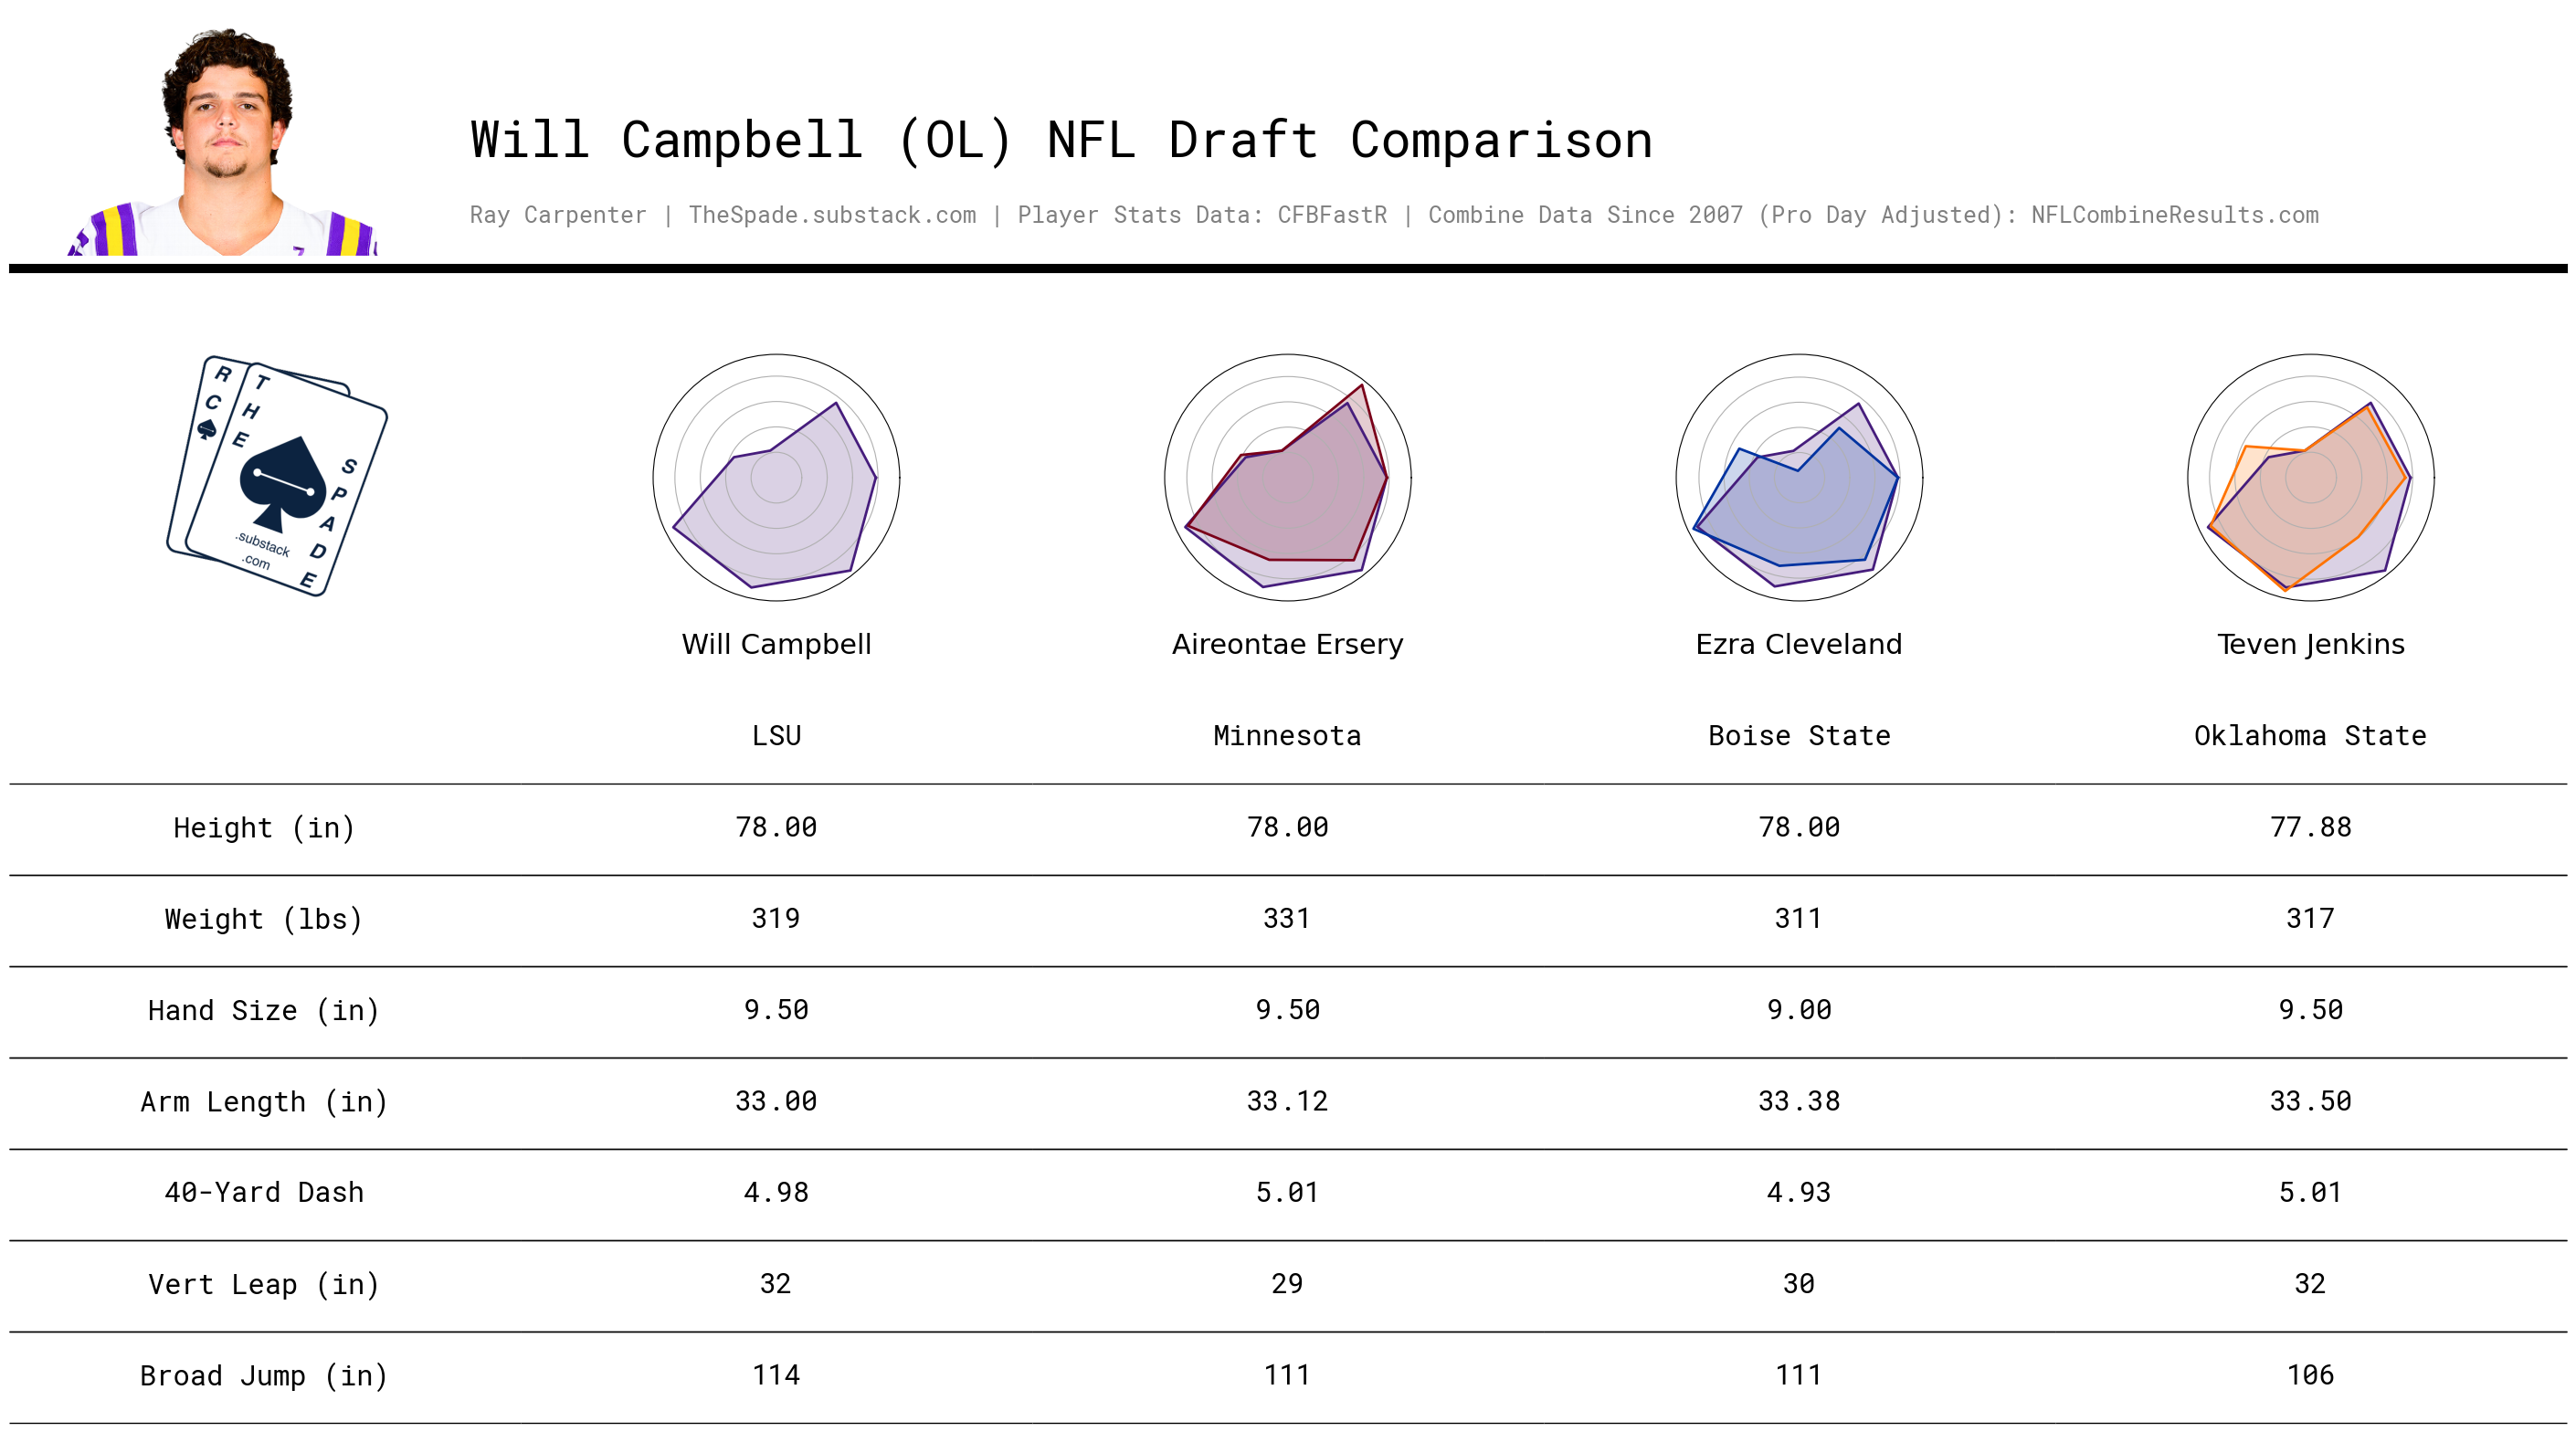 Will Campbell (OL) NFL Draft Comparison
Ray Carpenter | TheSpade.substack.com | Player Stats Data: CFBFastR | Combine Data Since 2007 (Pro Day Adjusted): NFLCombineResults.com
7
RC
THE
SPADE
.substack
.com
Will Campbell Aireontae Ersery Ezra Cleveland Teven Jenkins
LSU Minnesota Boise State Oklahoma State
Height (in) 78.00 78.00 78.00 77.88
Weight (lbs) 319 331 311 317
Hand Size (in) 9.50 9.50 9.00 9.50
Arm Length (in) 33.00 33.12 33.38 33.50
40-Yard Dash 4.98 5.01 4.93 5.01
Vert Leap (in) 32 29 30 32
Broad Jump (in) 114 111 111 106